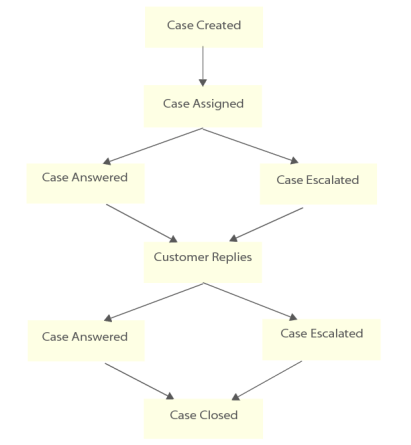 Case Created
Case Assigned
Case Answered
Case Escalated
Customer Replies
Case Answered
Case Escalated
Case Closed